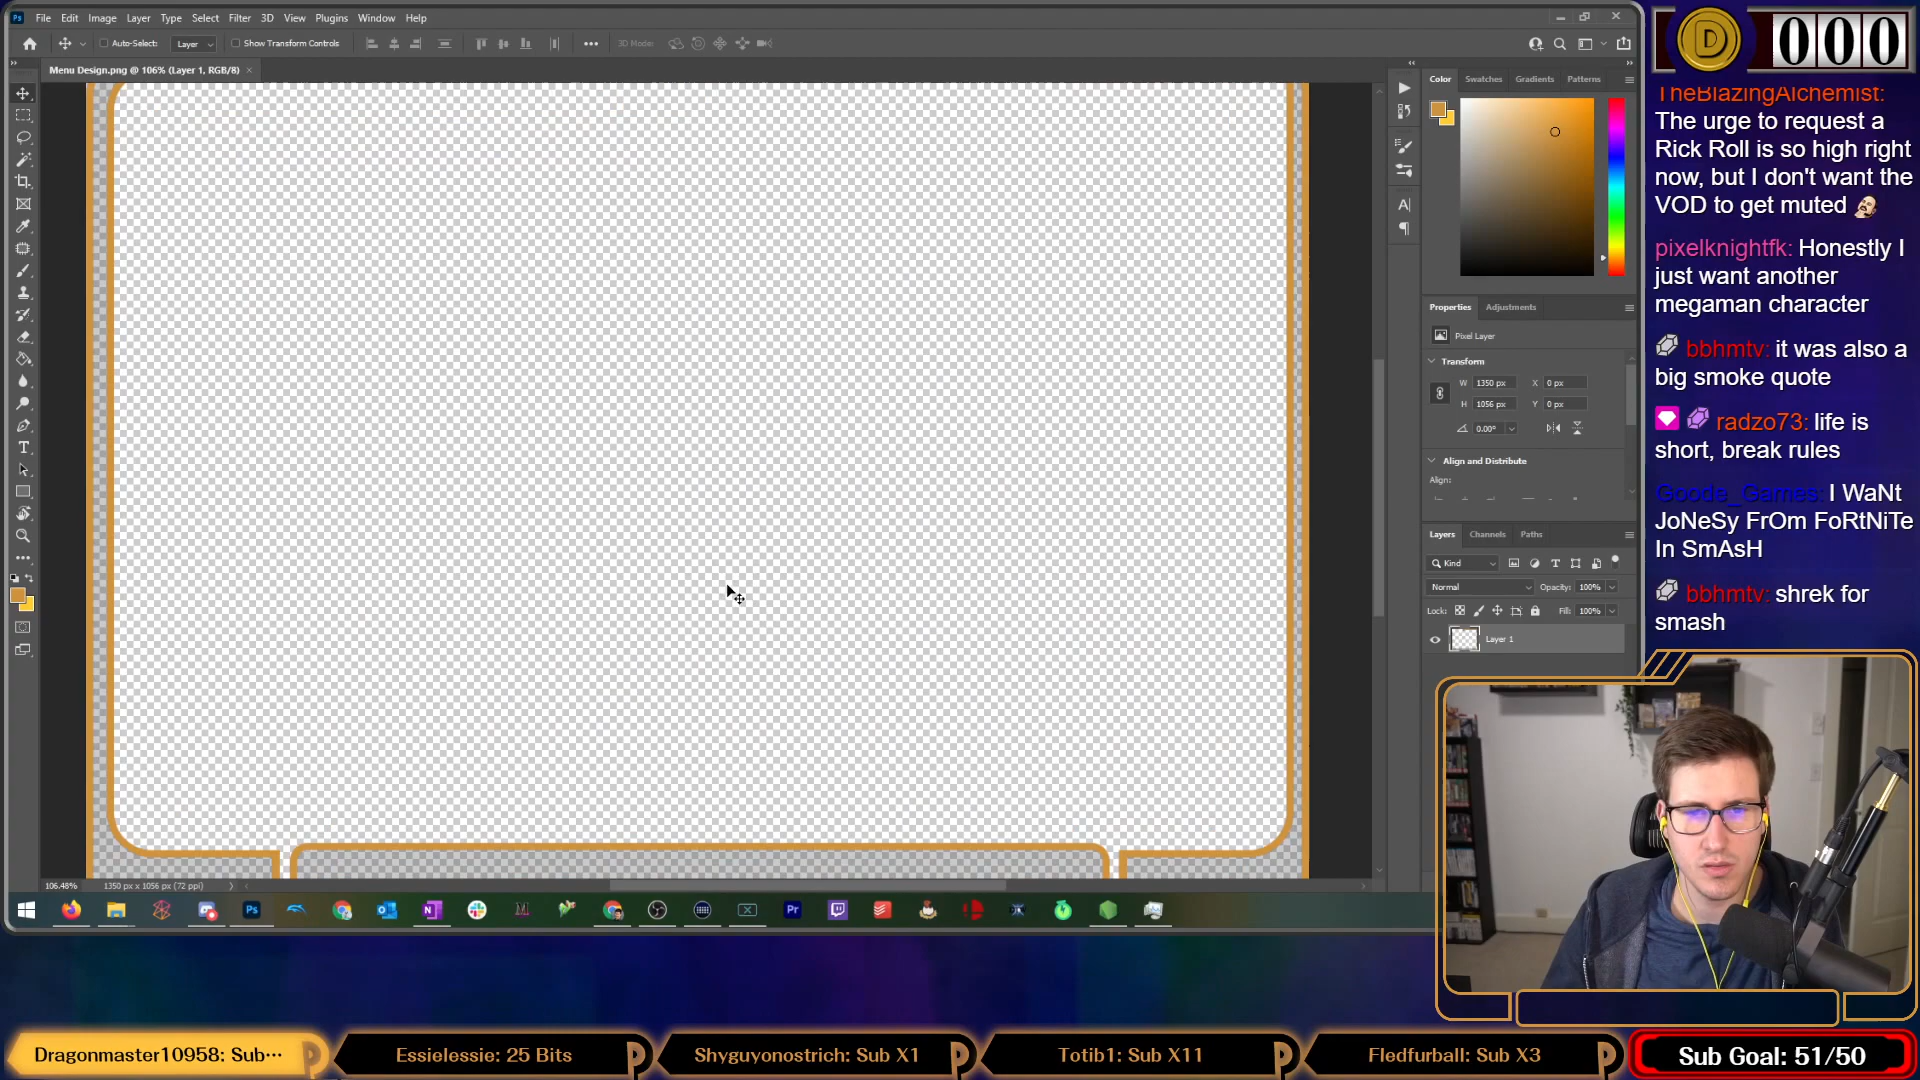 File Edit Image Layer Type Select Filter 3D View Plugins Window Help
Auto-Select: Layer Show Transform Controls 3D Mode:
Menu Design.png @ 106% (Layer 1, RGB/8)
Color Swatches Gradients Patterns
Properties Adjustments
Pixel Layer
Transform
W 1350 px X 0 px
H 1056 px Y 0 px
0.00°
Align and Distribute
Align:
Layers Channels Paths
Kind
Normal Opacity: 100%
Lock: Fill: 100%
Layer 1
106.48% 1350 px x 1056 px (72 ppi)
D 000
TheBlazingAlchemist:
The urge to request a
Rick Roll is so high right
now, but I don't want the
VOD to get muted
pixelknightfk: Honestly I
just want another
megaman character
bbhmtv: it was also a
big smoke quote
radzo73: life is
short, break rules
Goode_Games: I WaNt
JoNeSy FrOm FoRtNiTe
In SmAsH
bbhmtv: shrek for
smash
Dragonmaster10958: Sub…
Essielessie: 25 Bits
Shyguyonostrich: Sub X1
Totib1: Sub X11
Fledfurball: Sub X3
Sub Goal: 51/50